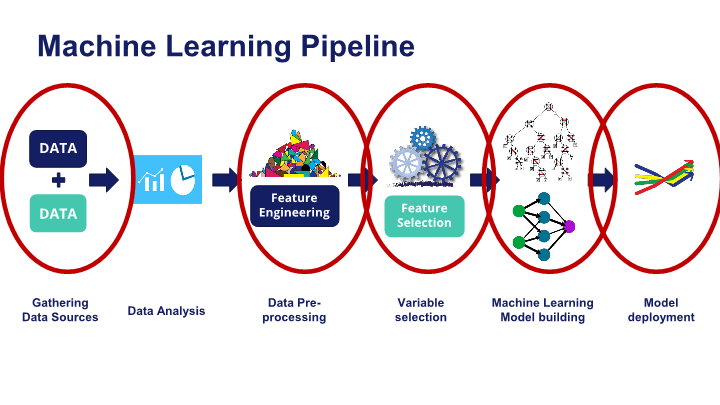 Machine Learning Pipeline
DATA
DATA
Feature
Engineering
Feature
Selection
Gathering
Data Sources
Data Analysis
Data Pre-
processing
Variable
selection
Machine Learning
Model building
Model
deployment